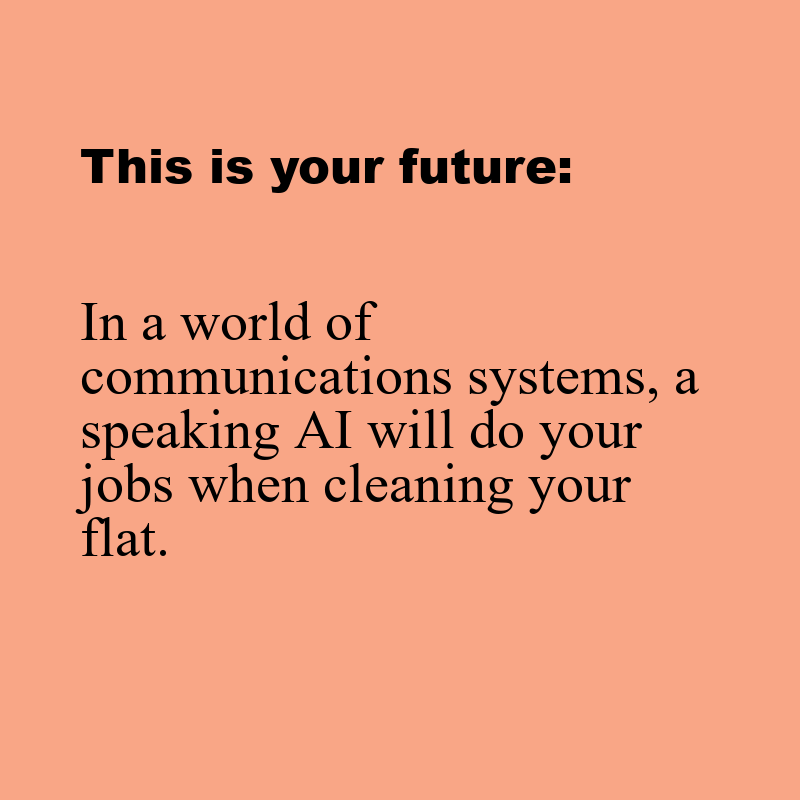 This is your future:
In a world of
communications systems, a
speaking AI will do your
jobs when cleaning your
flat.